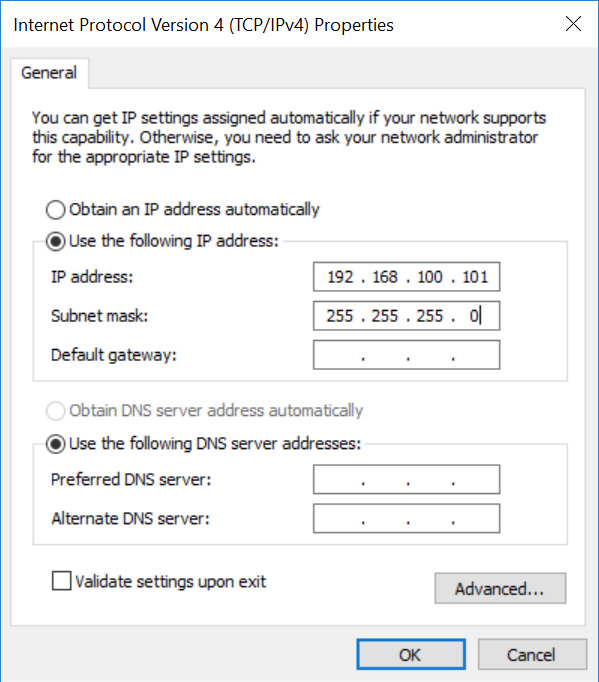 Internet Protocol Version 4 (TCP/IPv4) Properties
General
You can get IP settings assigned automatically if your network supports
this capability. Otherwise, you need to ask your network administrator
for the appropriate IP settings.
Obtain an IP address automatically
Use the following IP address:
IP address: 192 . 168 . 100 . 101
Subnet mask: 255 . 255 . 255 . 0
Default gateway: . . .
Obtain DNS server address automatically
Use the following DNS server addresses:
Preferred DNS server: . . .
Alternate DNS server: . . .
Validate settings upon exit
Advanced...
OK Cancel